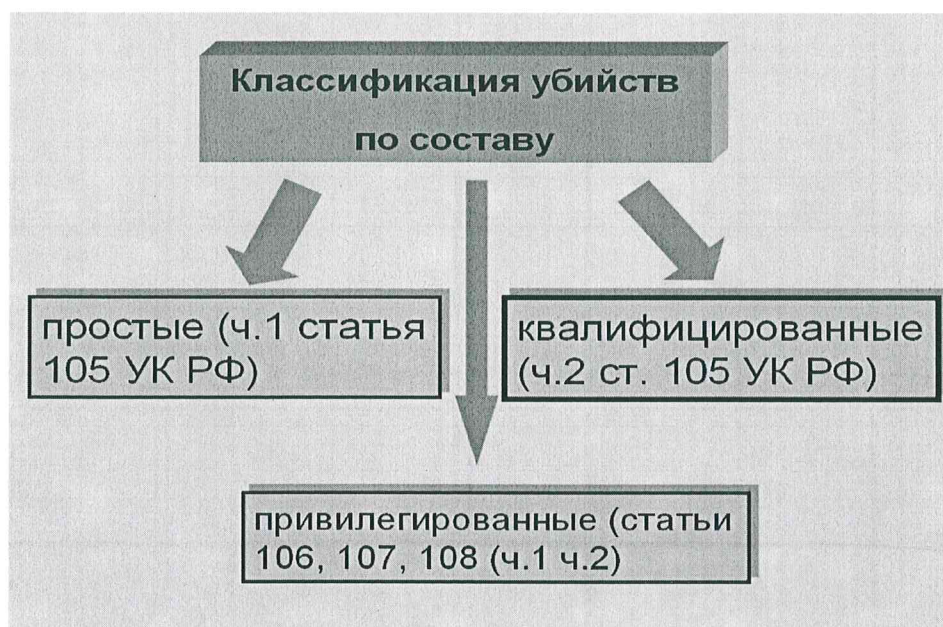 Классификация убийств
по составу
простые (ч.1 статья
105 УК РФ)
квалифицированные
(ч.2 ст. 105 УК РФ)
привилегированные (статьи
106, 107, 108 (ч.1 ч.2)